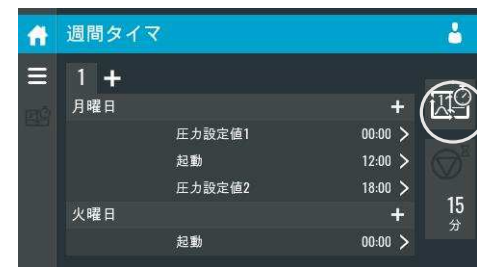 週間タイマ
1 +
月曜日 +
圧力設定値1 00:00 >
起動 12:00 >
圧力設定値2 18:00 >
火曜日 +
起動 00:00 >
15
分